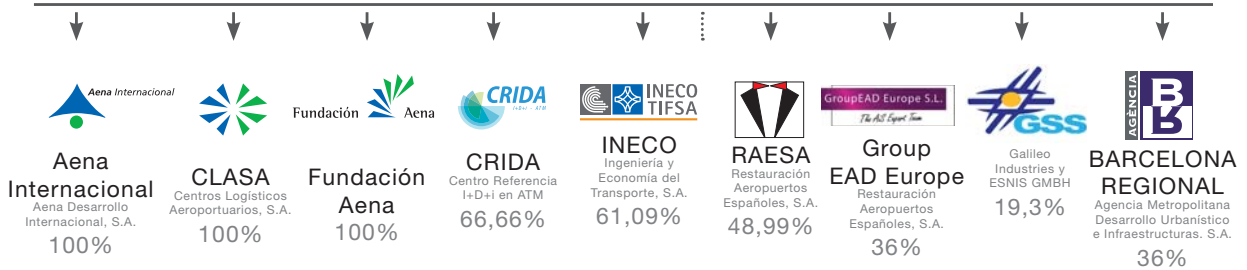 Aena Internacional
Aena
Internacional
Aena Desarrollo
Internacional, S.A.
100%
CLASA
Centros Logísticos
Aeroportuarios, S.A.
100%
Fundación Aena
Fundación
Aena
100%
CRIDA
I+D+i - ATM
CRIDA
Centro Referencia
I+D+i en ATM
66,66%
INECO
TIFSA
INECO
Ingeniería y
Economía del
Transporte, S.A.
61,09%
RAESA
Restauración
Aeropuertos
Españoles, S.A.
48,99%
GroupEAD Europe S.L.
The AIS Expert Team
Group
EAD Europe
Restauración
Aeropuertos
Españoles, S.A.
36%
GSS
Galileo
Industries y
ESNIS GMBH
19,3%
AGÈNCIA
BR
BARCELONA
REGIONAL
Agencia Metropolitana
Desarrollo Urbanístico
e Infraestructuras. S.A.
36%